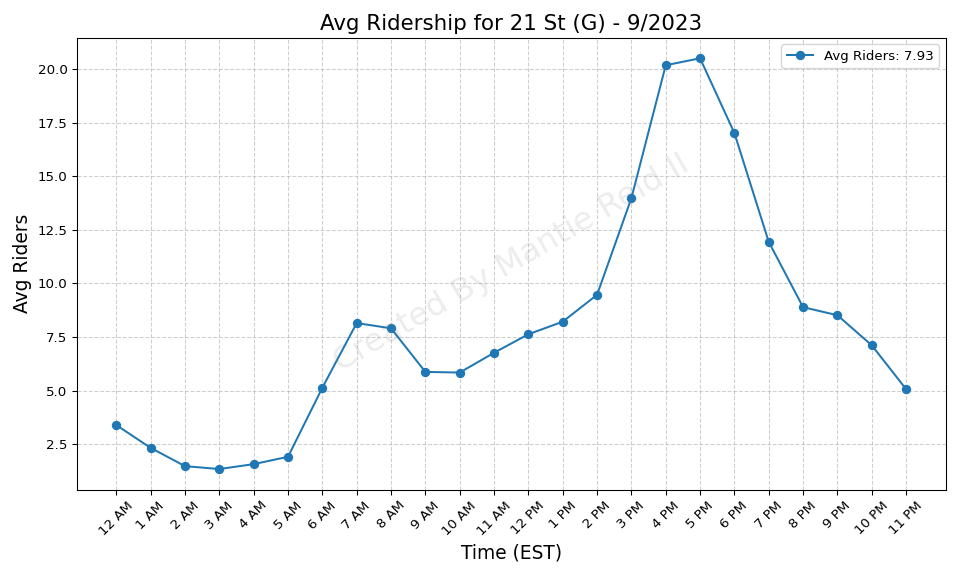 Avg Ridership for 21 St (G) - 9/2023
Avg Riders: 7.93
20.0
17.5
15.0
12.5
10.0
7.5
5.0
2.5
Avg Riders
Created By Mantie Reid II
12 AM
1 AM
2 AM
3 AM
4 AM
5 AM
6 AM
7 AM
8 AM
9 AM
10 AM
11 AM
12 PM
1 PM
2 PM
3 PM
4 PM
5 PM
6 PM
7 PM
8 PM
9 PM
10 PM
11 PM
Time (EST)